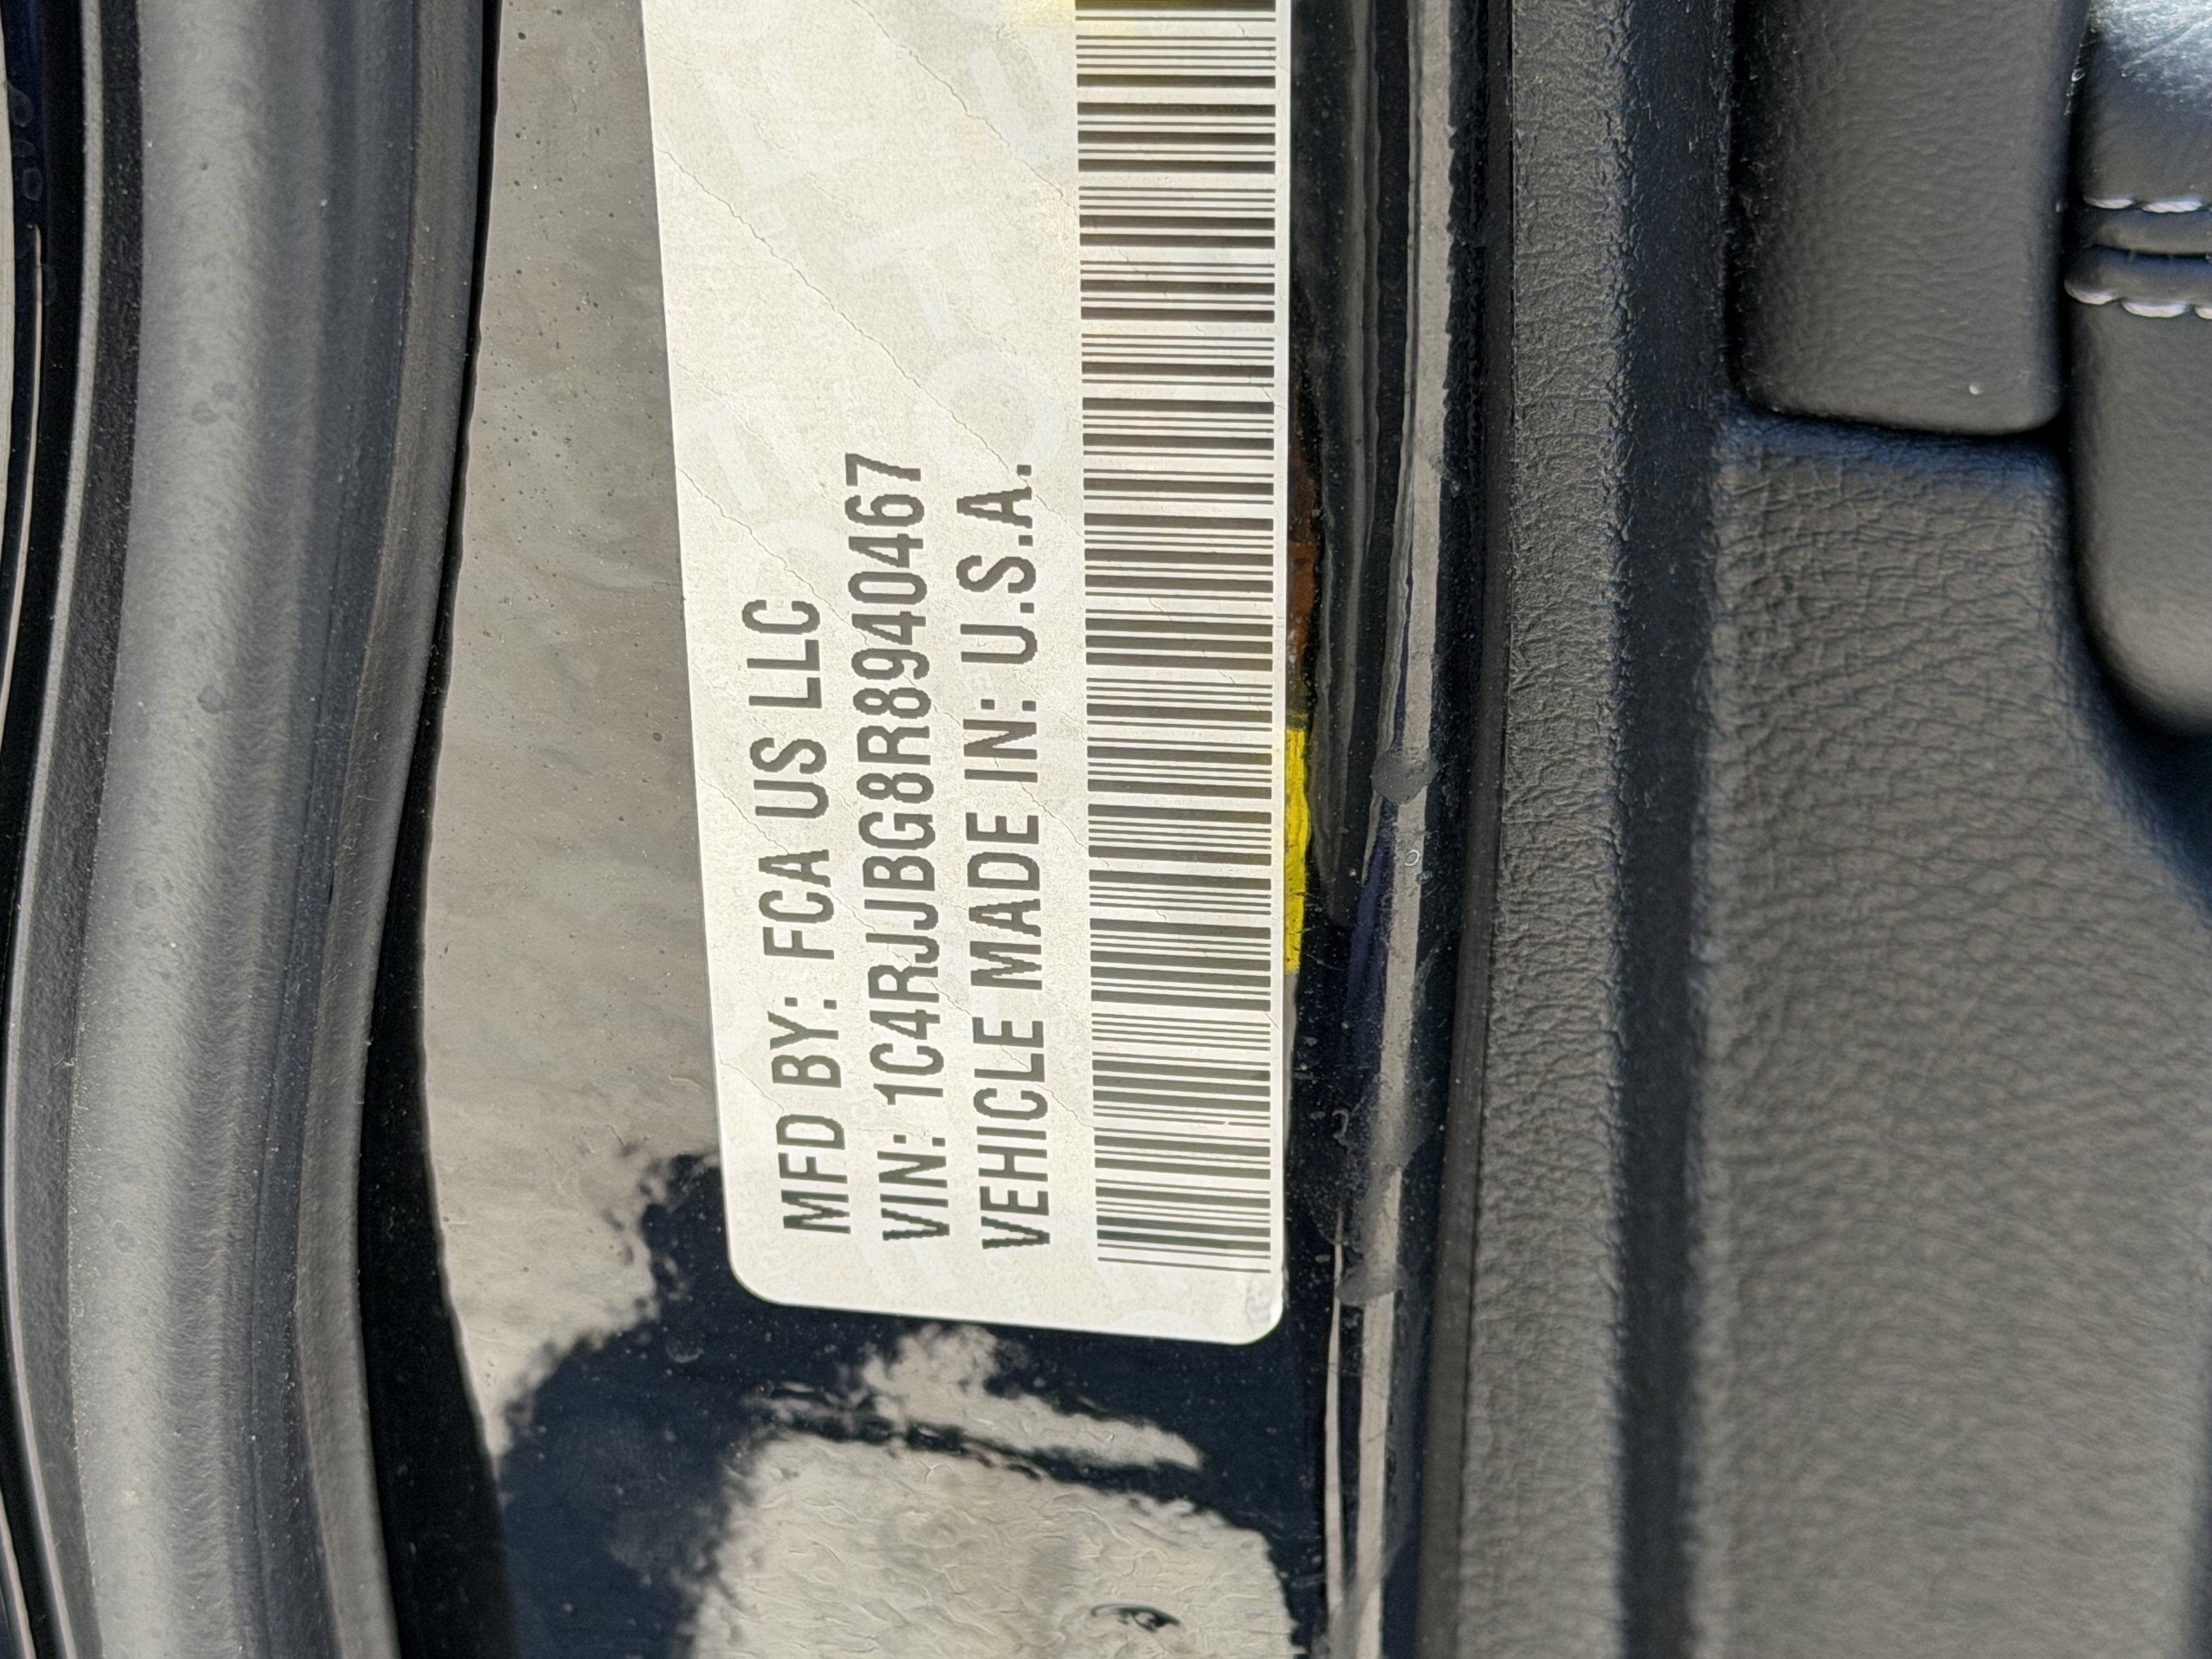 MFD BY: FCA US LLC
VIN: 1C4RJJBG8R8940467
VEHICLE MADE IN: U.S.A.